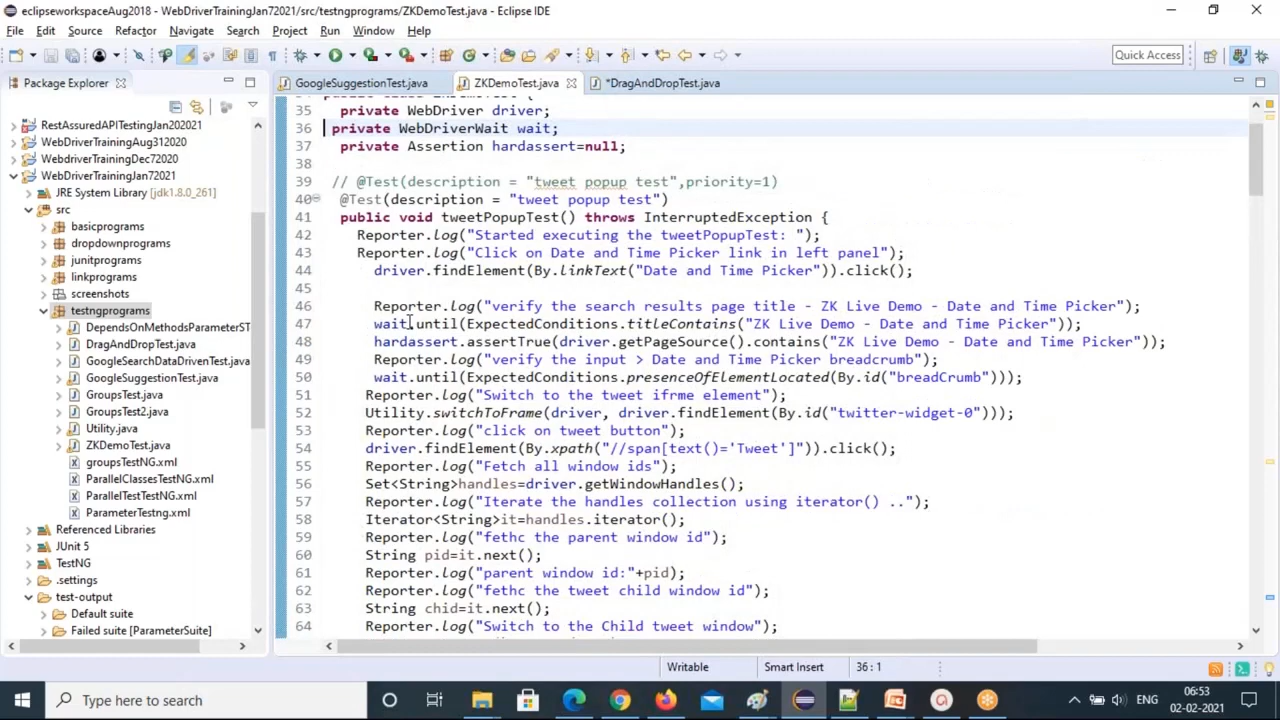 eclipseworkspaceAug2018 - WebDriverTrainingJan72021/src/testngprograms/ZKDemoTest.java - Eclipse IDE
File Edit Source Refactor Navigate Search Project Run Window Help
Quick Access
Package Explorer
GoogleSuggestionTest.java
ZKDemoTest.java
*DragAndDropTest.java
RestAssuredAPITestingJan202021
WebDriverTrainingAug312020
WebdriverTrainingDec72020
WebDriverTrainingJan72021
JRE System Library [jdk1.8.0_261]
src
basicprograms
dropdownprograms
junitprograms
linkprograms
screenshots
testngprograms
DependsOnMethodsParameterST
DragAndDropTest.java
GoogleSearchDataDrivenTest.java
GoogleSuggestionTest.java
GroupsTest.java
GroupsTest2.java
Utility.java
ZKDemoTest.java
groupsTestNG.xml
ParallelClassesTestNG.xml
ParallelTestTestNG.xml
ParameterTestng.xml
Referenced Libraries
JUnit 5
TestNG
.settings
test-output
Default suite
Failed suite [ParameterSuite]
35 private WebDriver driver;
36 private WebDriverWait wait;
37 private Assertion hardassert=null;
38
39 // @Test(description = "tweet popup test",priority=1)
40 @Test(description = "tweet popup test")
41 public void tweetPopupTest() throws InterruptedException {
42 Reporter.log("Started executing the tweetPopupTest: ");
43 Reporter.log("Click on Date and Time Picker link in left panel");
44 driver.findElement(By.linkText("Date and Time Picker")).click();
45
46 Reporter.log("verify the search results page title - ZK Live Demo - Date and Time Picker");
47 wait.until(ExpectedConditions.titleContains("ZK Live Demo - Date and Time Picker"));
48 hardassert.assertTrue(driver.getPageSource().contains("ZK Live Demo - Date and Time Picker"));
49 Reporter.log("verify the input > Date and Time Picker breadcrumb");
50 wait.until(ExpectedConditions.presenceOfElementLocated(By.id("breadCrumb")));
51 Reporter.log("Switch to the tweet ifrme element");
52 Utility.switchToFrame(driver, driver.findElement(By.id("twitter-widget-0")));
53 Reporter.log("click on tweet button");
54 driver.findElement(By.xpath("//span[text()='Tweet']")).click();
55 Reporter.log("Fetch all window ids");
56 Set<String>handles=driver.getWindowHandles();
57 Reporter.log("Iterate the handles collection using iterator() ..");
58 Iterator<String>it=handles.iterator();
59 Reporter.log("fethc the parent window id");
60 String pid=it.next();
61 Reporter.log("parent window id:"+pid);
62 Reporter.log("fethc the tweet child window id");
63 String chid=it.next();
64 Reporter.log("Switch to the Child tweet window");
Writable Smart Insert 36 : 1
Type here to search
ENG
06:53
02-02-2021